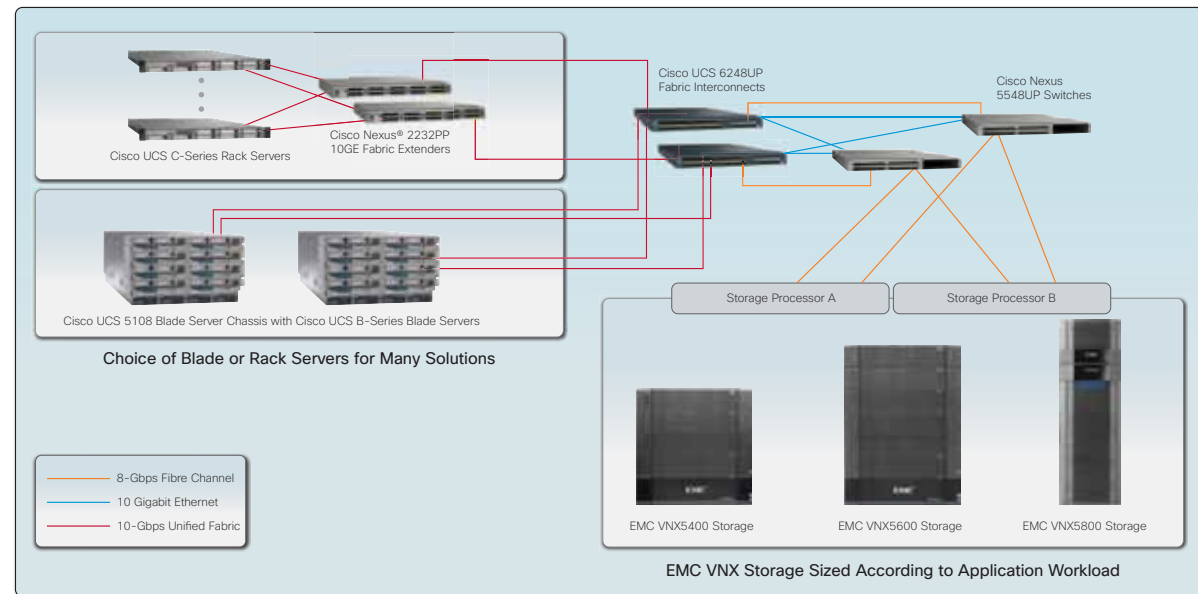 Cisco UCS C-Series Rack Servers
Cisco Nexus® 2232PP
10GE Fabric Extenders
Cisco UCS 6248UP
Fabric Interconnects
Cisco Nexus
5548UP Switches
Cisco UCS 5108 Blade Server Chassis with Cisco UCS B-Series Blade Servers
Choice of Blade or Rack Servers for Many Solutions
Storage Processor A
Storage Processor B
EMC
EMC
EMC VNX5400 Storage
EMC VNX5600 Storage
EMC VNX5800 Storage
EMC VNX Storage Sized According to Application Workload
8-Gbps Fibre Channel
10 Gigabit Ethernet
10-Gbps Unified Fabric